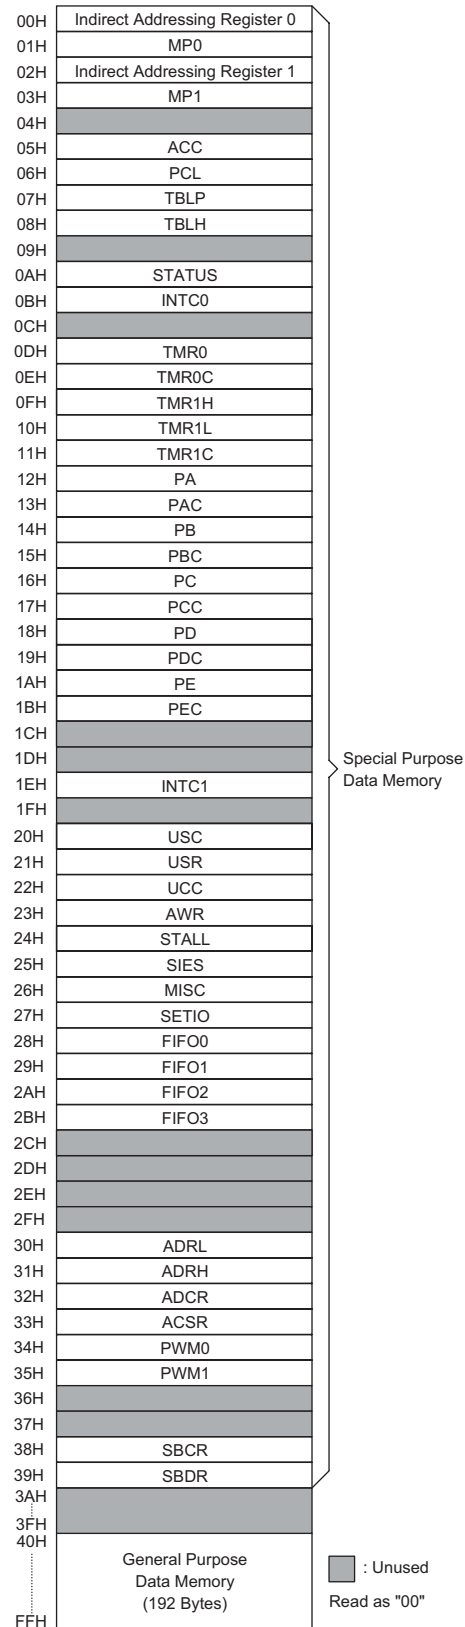 00H Indirect Addressing Register 0
01H MP0
02H Indirect Addressing Register 1
03H MP1
04H
05H ACC
06H PCL
07H TBLP
08H TBLH
09H
0AH STATUS
0BH INTC0
0CH
0DH TMR0
0EH TMR0C
0FH TMR1H
10H TMR1L
11H TMR1C
12H PA
13H PAC
14H PB
15H PBC
16H PC
17H PCC
18H PD
19H PDC
1AH PE
1BH PEC
1CH
1DH
1EH INTC1
1FH
20H USC
21H USR
22H UCC
23H AWR
24H STALL
25H SIES
26H MISC
27H SETIO
28H FIFO0
29H FIFO1
2AH FIFO2
2BH FIFO3
2CH
2DH
2EH
2FH
30H ADRL
31H ADRH
32H ADCR
33H ACSR
34H PWM0
35H PWM1
36H
37H
38H SBCR
39H SBDR
3AH
3FH
40H
General Purpose
Data Memory
(192 Bytes)
FFH
Special Purpose
Data Memory
: Unused
Read as "00"